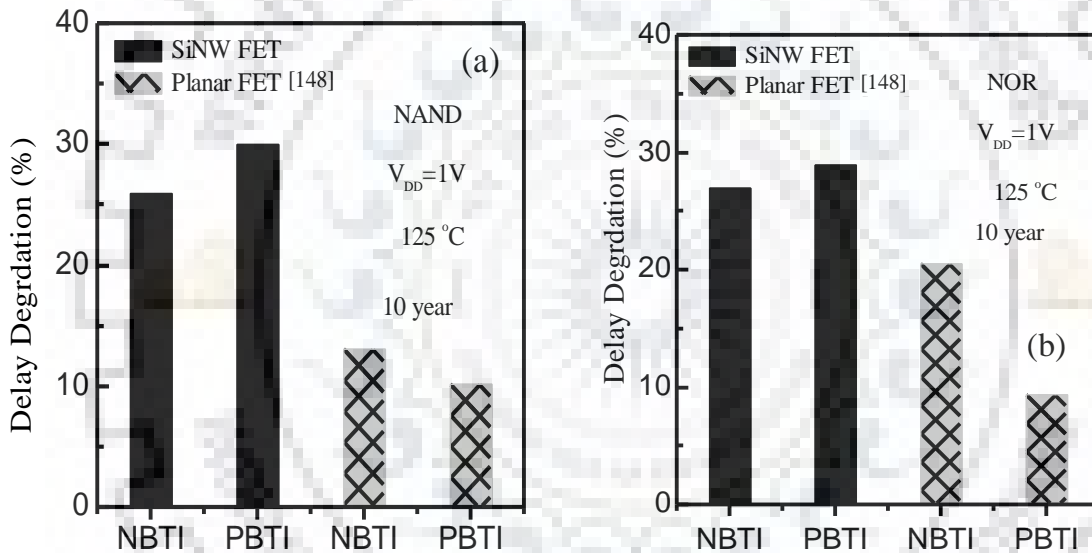 40
30
20
10
0
Delay Degrdation (%)
SiNW FET
Planar FET [148]
(a)
NAND
V_DD=1V
125 °C
10 year
NBTI PBTI NBTI PBTI
40
30
20
10
0
Delay Degrdation (%)
SiNW FET
Planar FET [148]
NOR
V_DD=1V
125 °C
10 year
(b)
NBTI PBTI NBTI PBTI